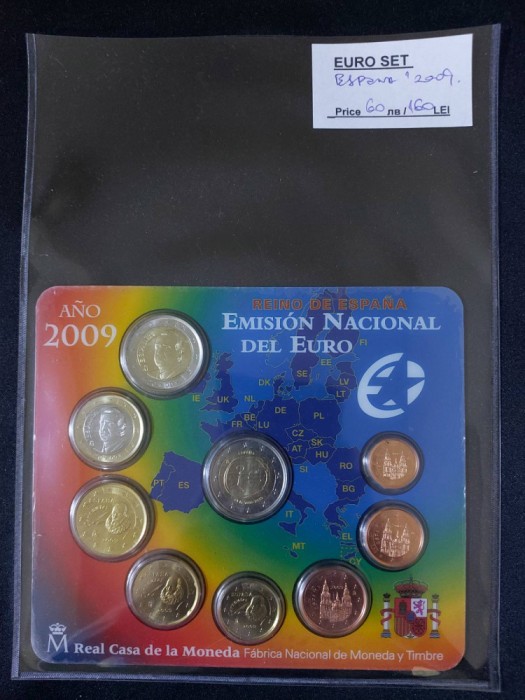 EURO SET
España '2009.
Price 60 лв/160 LEI
REINO DE ESPAÑA
AÑO
2009
EMISIÓN NACIONAL
DEL EURO
FI
EE
SE
LV
DK
LT
IE
UK
NL
DE
PL
BE
FR
LU
CZ
SK
AT
HU
SI
RO
PT
ES
BG
IT
EL
MT
CY
M Real Casa de la Moneda Fábrica Nacional de Moneda y Timbre